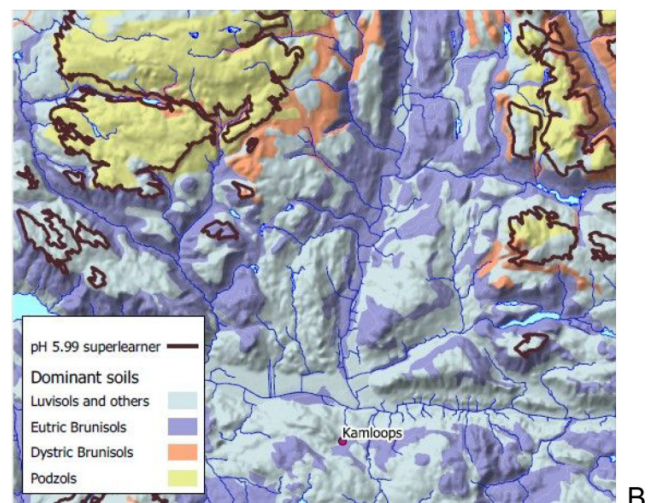 pH 5.99 superlearner
Dominant soils
Luvisols and others
Eutric Brunisols
Dystric Brunisols
Podzols
Kamloops
B